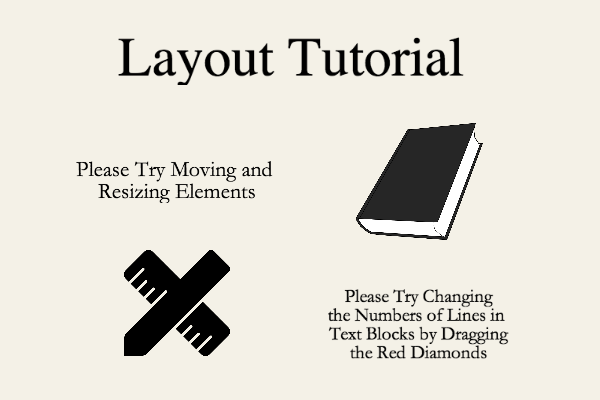 Layout Tutorial
Please Try Moving and
Resizing Elements
Please Try Changing
the Numbers of Lines in
Text Blocks by Dragging
the Red Diamonds